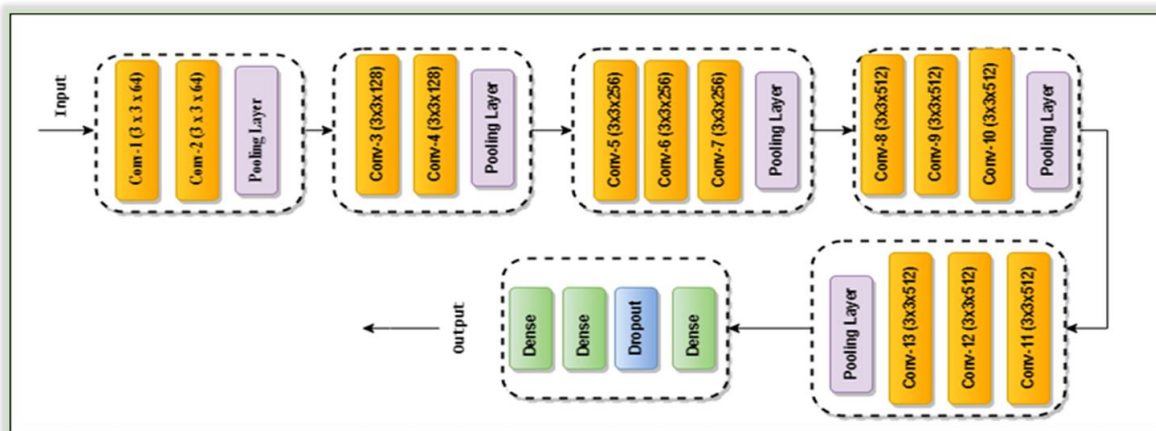 Input
Conv-1 (3 x 3 x 64)
Conv-2 (3 x 3 x 64)
Pooling Layer
Conv-3 (3x3x128)
Conv-4 (3x3x128)
Pooling Layer
Conv-5 (3x3x256)
Conv-6 (3x3x256)
Conv-7 (3x3x256)
Pooling Layer
Conv-8 (3x3x512)
Conv-9 (3x3x512)
Conv-10 (3x3x512)
Pooling Layer
Conv-11 (3x3x512)
Conv-12 (3x3x512)
Conv-13 (3x3x512)
Pooling Layer
Dense
Dropout
Dense
Dense
Output